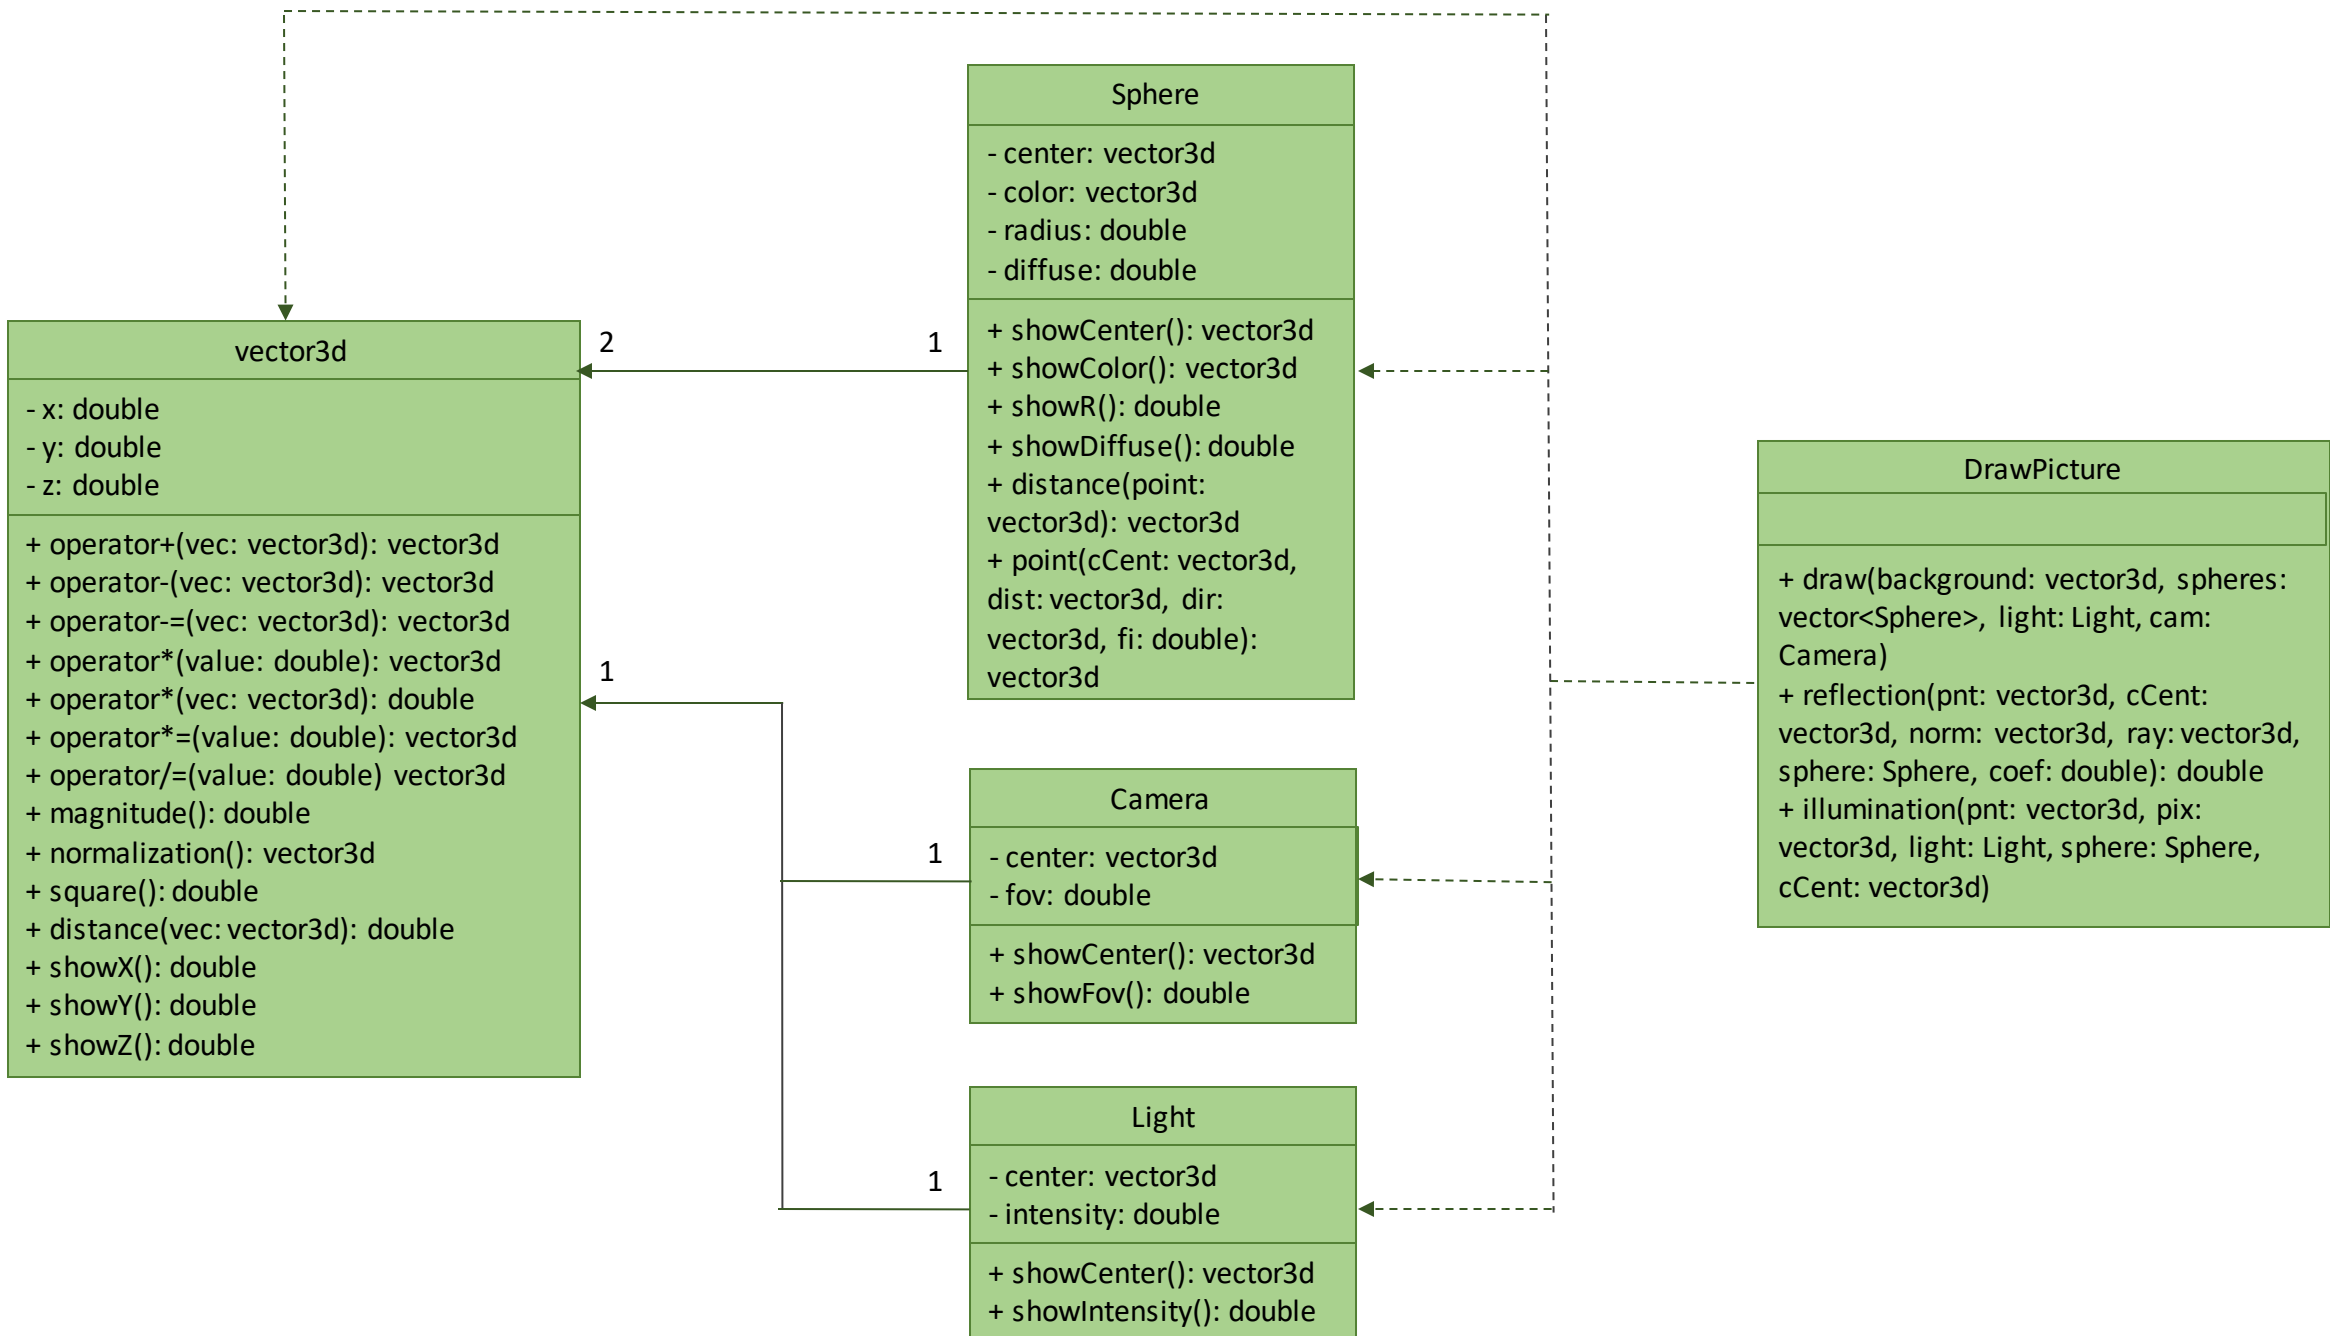 vector3d
- x: double
- y: double
- z: double
+ operator+(vec: vector3d): vector3d
+ operator-(vec: vector3d): vector3d
+ operator-=(vec: vector3d): vector3d
+ operator*(value: double): vector3d
+ operator*(vec: vector3d): double
+ operator*=(value: double): vector3d
+ operator/=(value: double) vector3d
+ magnitude(): double
+ normalization(): vector3d
+ square(): double
+ distance(vec: vector3d): double
+ showX(): double
+ showY(): double
+ showZ(): double
2
1
1
1
1
Sphere
- center: vector3d
- color: vector3d
- radius: double
- diffuse: double
+ showCenter(): vector3d
+ showColor(): vector3d
+ showR(): double
+ showDiffuse(): double
+ distance(point:
vector3d): vector3d
+ point(cCent: vector3d,
dist: vector3d, dir:
vector3d, fi: double):
vector3d
Camera
- center: vector3d
- fov: double
+ showCenter(): vector3d
+ showFov(): double
Light
- center: vector3d
- intensity: double
+ showCenter(): vector3d
+ showIntensity(): double
DrawPicture
+ draw(background: vector3d, spheres:
vector<Sphere>, light: Light, cam:
Camera)
+ reflection(pnt: vector3d, cCent:
vector3d, norm: vector3d, ray: vector3d,
sphere: Sphere, coef: double): double
+ illumination(pnt: vector3d, pix:
vector3d, light: Light, sphere: Sphere,
cCent: vector3d)